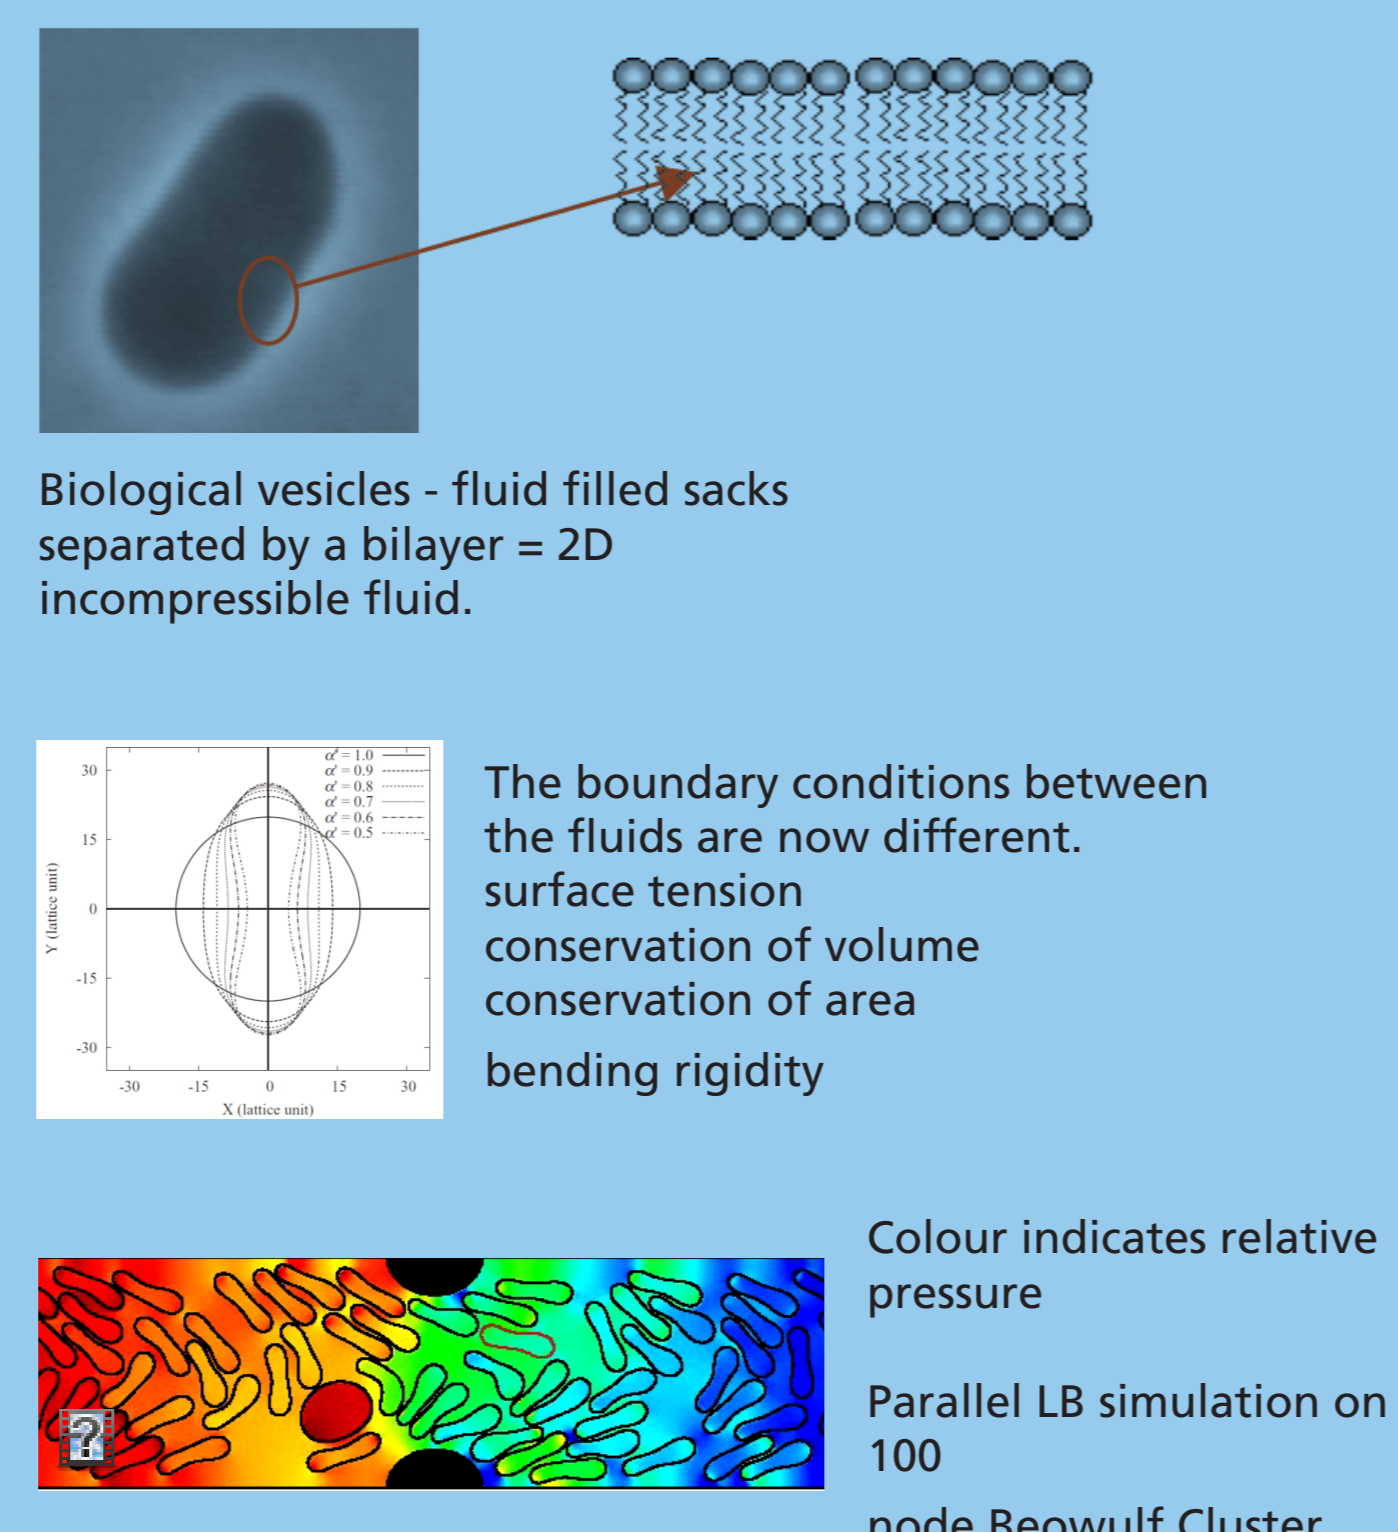 Biological vesicles - fluid filled sacks
separated by a bilayer = 2D
incompressible fluid.
α' = 1.0
α' = 0.9
α' = 0.8
α' = 0.7
α' = 0.6
α' = 0.5
30
15
0
-15
-30
Y (lattice unit)
-30 -15 0 15 30
X (lattice unit)
The boundary conditions between
the fluids are now different.
surface tension
conservation of volume
conservation of area
bending rigidity
Colour indicates relative
pressure
?
Parallel LB simulation on
100
node Beowulf Cluster